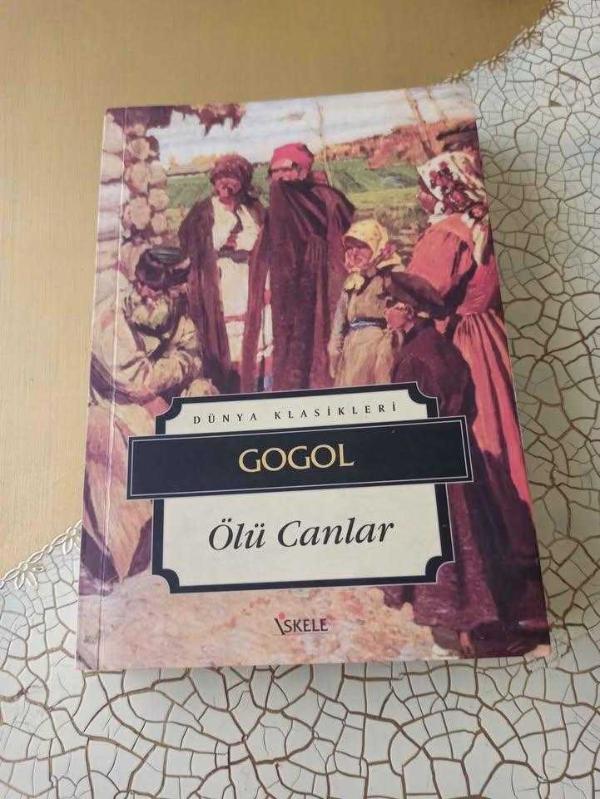 DÜNYA KLASİKLERİ
GOGOL
Ölü Canlar
İSKELE